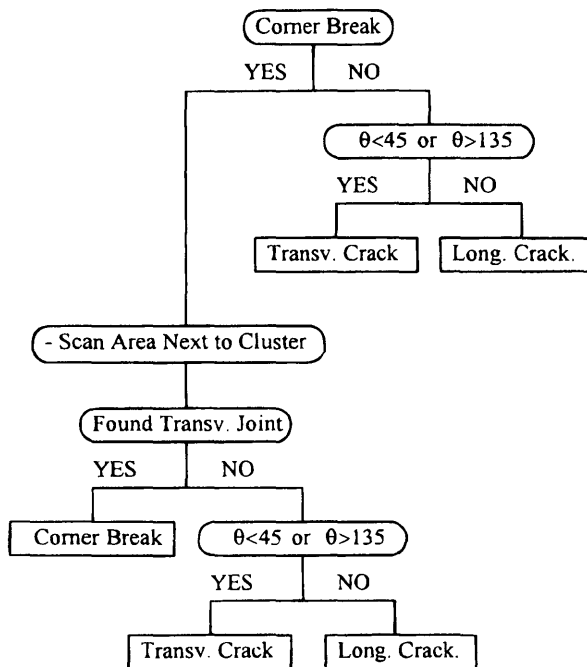 Corner Break
YES NO
θ<45 or θ>135
YES NO
Transv. Crack Long. Crack.
- Scan Area Next to Cluster
Found Transv. Joint
YES NO
Corner Break θ<45 or θ>135
YES NO
Transv. Crack Long. Crack.